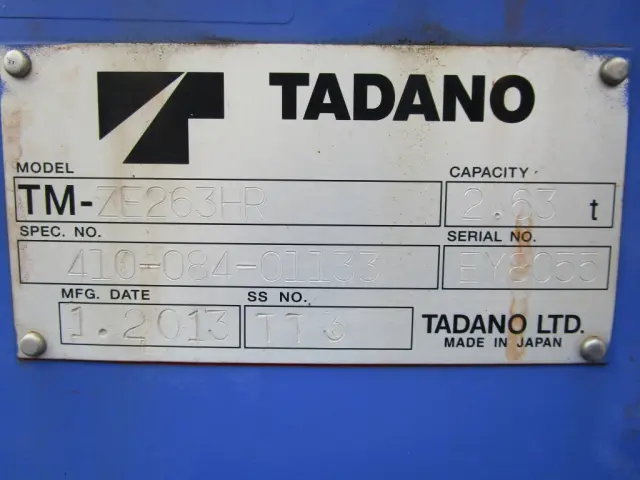 TADANO
MODEL
CAPACITY
TM-ZE263HR
2.63 t
SPEC. NO.
SERIAL NO.
410-084-01133
EY8055
MFG. DATE
SS NO.
1.2013
TT3
TADANO LTD.
MADE IN JAPAN